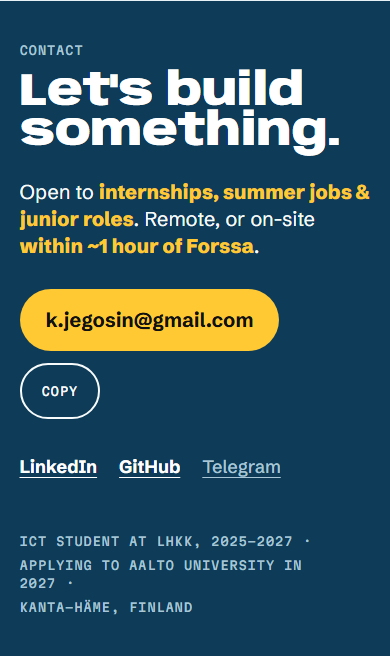 CONTACT
Let's build
something.
Open to internships, summer jobs &
junior roles. Remote, or on-site
within ~1 hour of Forssa.
k.jegosin@gmail.com
COPY
LinkedIn GitHub Telegram
ICT STUDENT AT LHKK, 2025–2027 ·
APPLYING TO AALTO UNIVERSITY IN
2027 ·
KANTA-HÄME, FINLAND